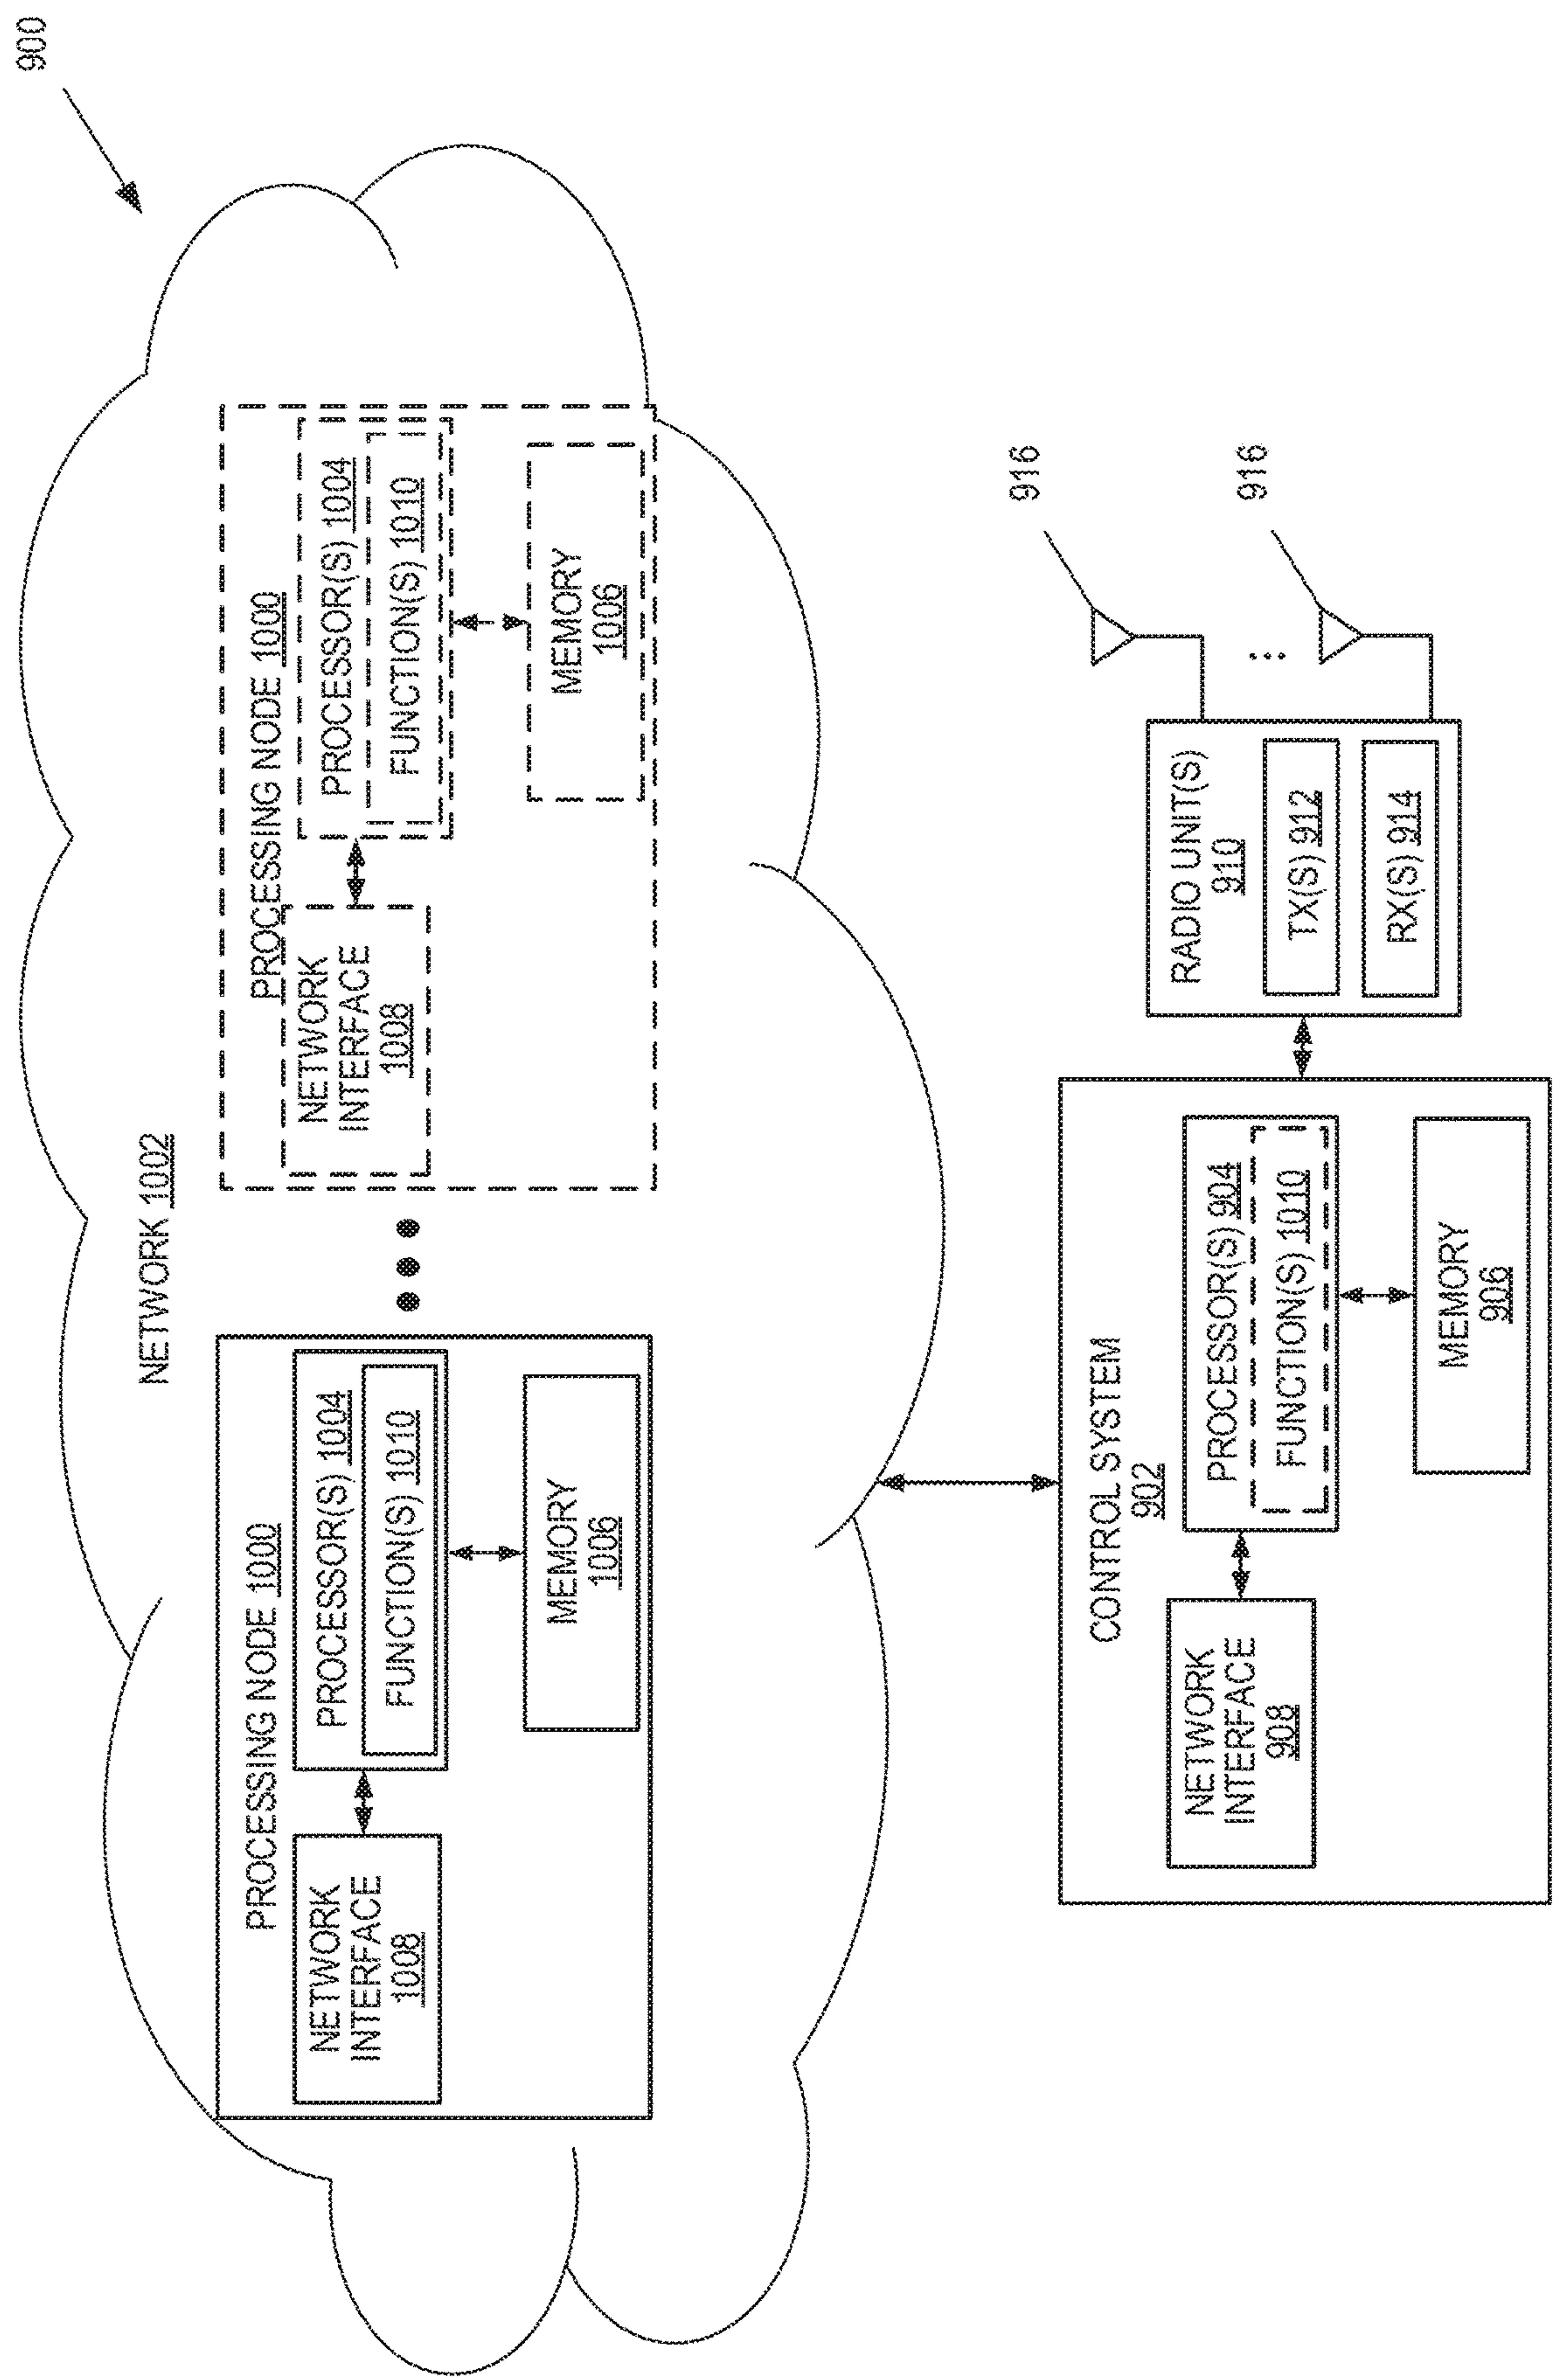 900
NETWORK 1002
PROCESSING NODE 1000
NETWORK
INTERFACE
1008
PROCESSOR(S) 1004
FUNCTION(S) 1010
MEMORY
1006
PROCESSING NODE 1000
NETWORK
INTERFACE
1008
PROCESSOR(S) 1004
FUNCTION(S) 1010
MEMORY
1006
CONTROL SYSTEM
902
NETWORK
INTERFACE
908
PROCESSOR(S) 904
FUNCTION(S) 1010
MEMORY
906
RADIO UNIT(S)
910
TX(S) 912
RX(S) 914
916
916